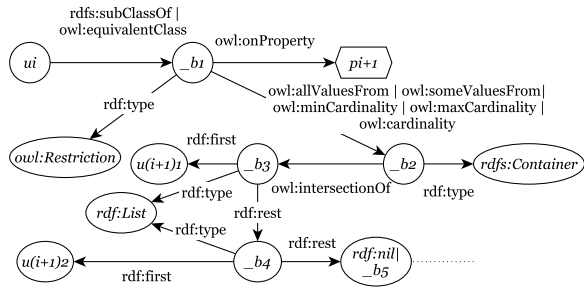 rdfs:subClassOf |
owl:equivalentClass
owl:onProperty
ui
_b1
pi+1
rdf:type
owl:allValuesFrom | owl:someValuesFrom|
owl:minCardinality | owl:maxCardinality |
owl:cardinality
rdf:first
owl:Restriction
u(i+1)1
_b3
_b2
rdfs:Container
owl:intersectionOf
rdf:type
rdf:type
rdf:List
rdf:rest
rdf:type
rdf:rest
u(i+1)2
_b4
rdf:nil|
_b5
rdf:first